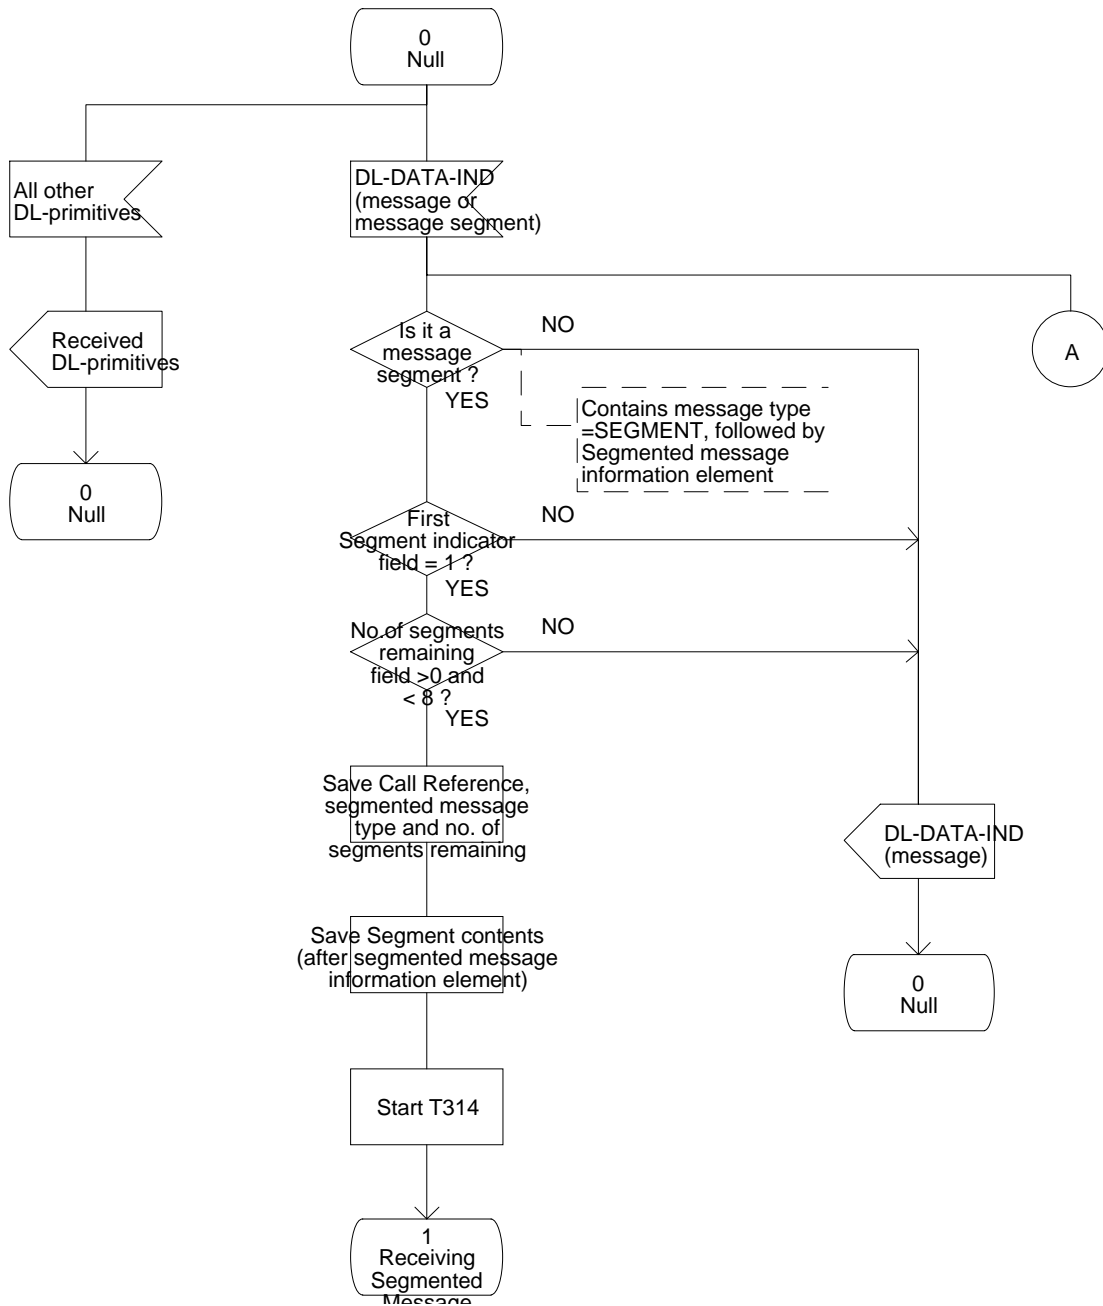 0
Null
All other
DL-primitives
DL-DATA-IND
(message or
message segment)
Is it a
message
segment ?
NO
A
Received
DL-primitives
YES
Contains message type
=SEGMENT, followed by
Segmented message
information element
0
Null
First
Segment indicator
field = 1 ?
NO
YES
No.of segments
remaining
field >0 and
< 8 ?
NO
YES
Save Call Reference,
segmented message
type and no. of
segments remaining
DL-DATA-IND
(message)
Save Segment contents
(after segmented message
information element)
0
Null
Start T314
1
Receiving
Segmented
Message